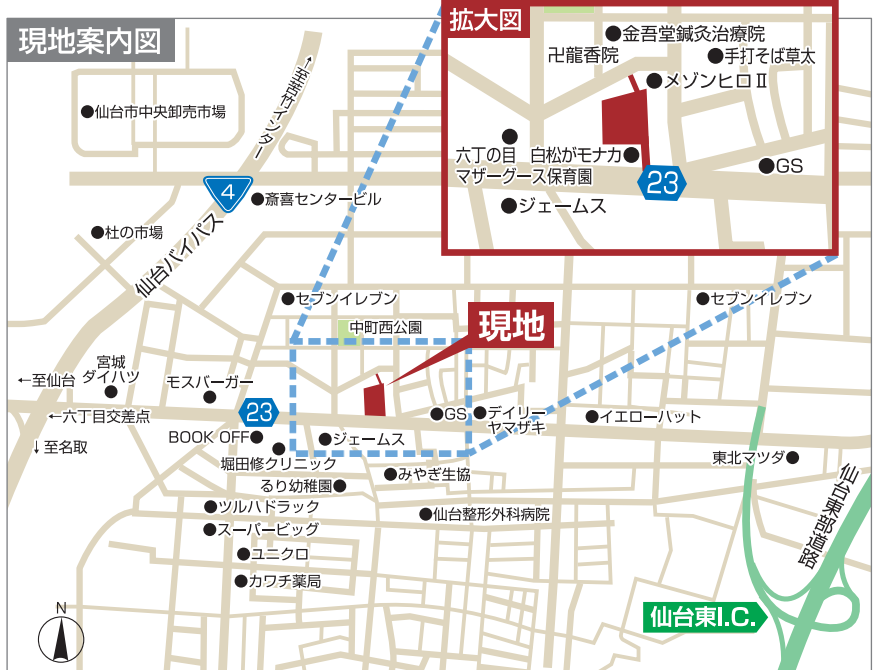 現地案内図
拡大図
●金吾堂鍼灸治療院
卍龍香院
●手打そば草太
●メゾンヒロⅡ
六丁の目
マザーグース保育園
白松がモナカ●
23
●GS
●ジェームス
↑至苦竹インター
●仙台市中央卸売市場
4
●斎喜センタービル
●杜の市場
仙台バイパス
●セブンイレブン
●セブンイレブン
中町西公園
現地
宮城
ダイハツ
←至仙台
モスバーガー
←六丁目交差点
23
●GS
●デイリー
ヤマザキ
●イエローハット
↓至名取
BOOK OFF●
●ジェームス
堀田修クリニック
●みやぎ生協
東北マツダ●
るり幼稚園●
●ツルハドラック
●仙台整形外科病院
●スーパービッグ
●ユニクロ
●カワチ薬局
仙台東部道路
仙台東I.C.
N